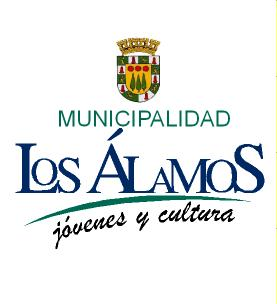 MUNICIPALIDAD
LOS ÁLAMOS
jóvenes y cultura